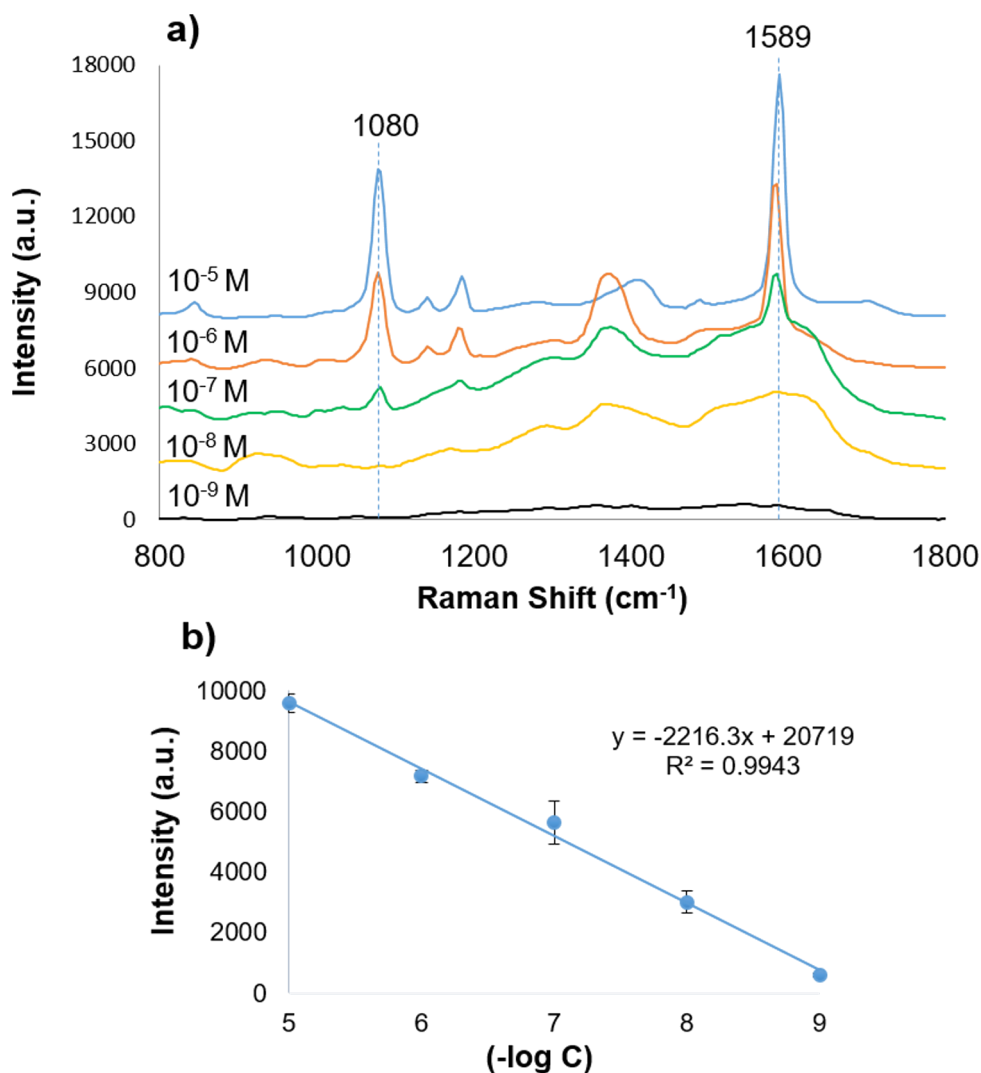 a)
1589
1080
18000
15000
12000
9000
6000
3000
0
Intensity (a.u.)
10⁻⁵ M
10⁻⁶ M
10⁻⁷ M
10⁻⁸ M
10⁻⁹ M
800 1000 1200 1400 1600 1800
Raman Shift (cm⁻¹)
b)
10000
8000
6000
4000
2000
0
Intensity (a.u.)
y = -2216.3x + 20719
R² = 0.9943
5 6 7 8 9
(-log C)